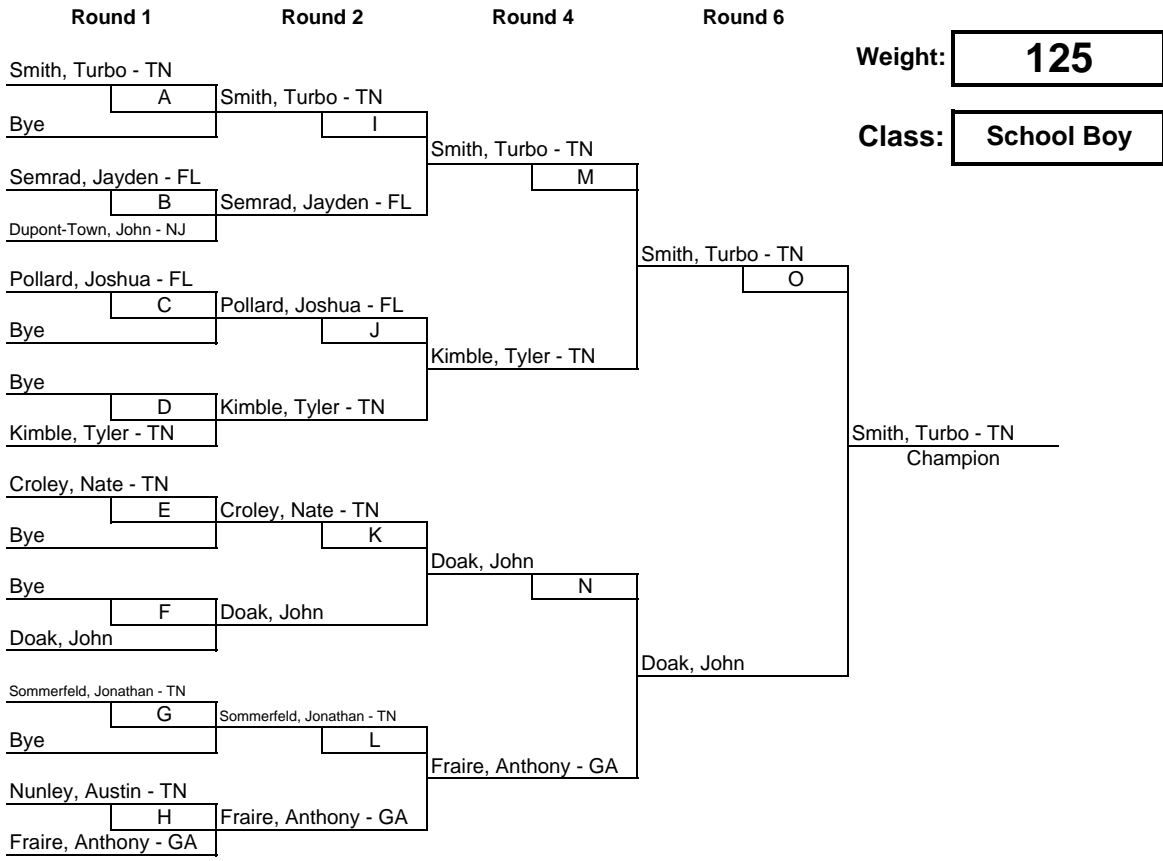 Round 1 Round 2 Round 4 Round 6
Weight: 125
Class: School Boy
Smith, Turbo - TN
A
Bye
Semrad, Jayden - FL
B
Dupont-Town, John - NJ
Pollard, Joshua - FL
C
Bye
Bye
D
Kimble, Tyler - TN
Croley, Nate - TN
E
Bye
Bye
F
Doak, John
Sommerfeld, Jonathan - TN
G
Bye
Nunley, Austin - TN
H
Fraire, Anthony - GA
Smith, Turbo - TN
I
Semrad, Jayden - FL
Pollard, Joshua - FL
J
Kimble, Tyler - TN
Croley, Nate - TN
K
Doak, John
Sommerfeld, Jonathan - TN
L
Fraire, Anthony - GA
Smith, Turbo - TN
M
Kimble, Tyler - TN
Doak, John
N
Fraire, Anthony - GA
Smith, Turbo - TN
O
Doak, John
Smith, Turbo - TN
Champion